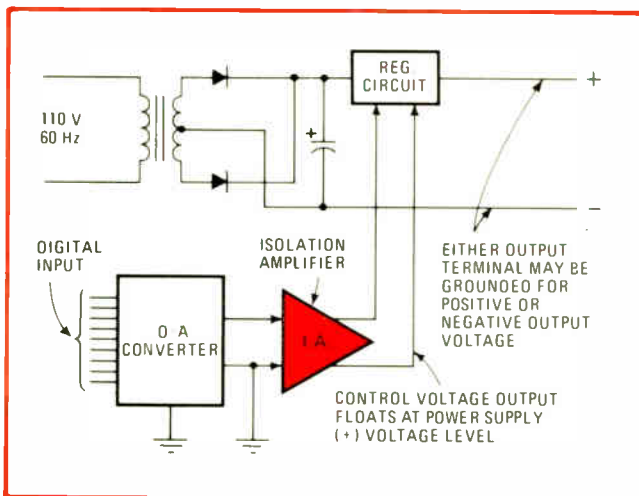 REG
CIRCUIT
+
110 V
60 Hz
+
−
DIGITAL
INPUT
ISOLATION
AMPLIFIER
EITHER OUTPUT
TERMINAL MAY BE
GROUNDED FOR
POSITIVE OR
NEGATIVE OUTPUT
VOLTAGE
D-A
CONVERTER
I A
CONTROL VOLTAGE OUTPUT
FLOATS AT POWER SUPPLY
(+) VOLTAGE LEVEL